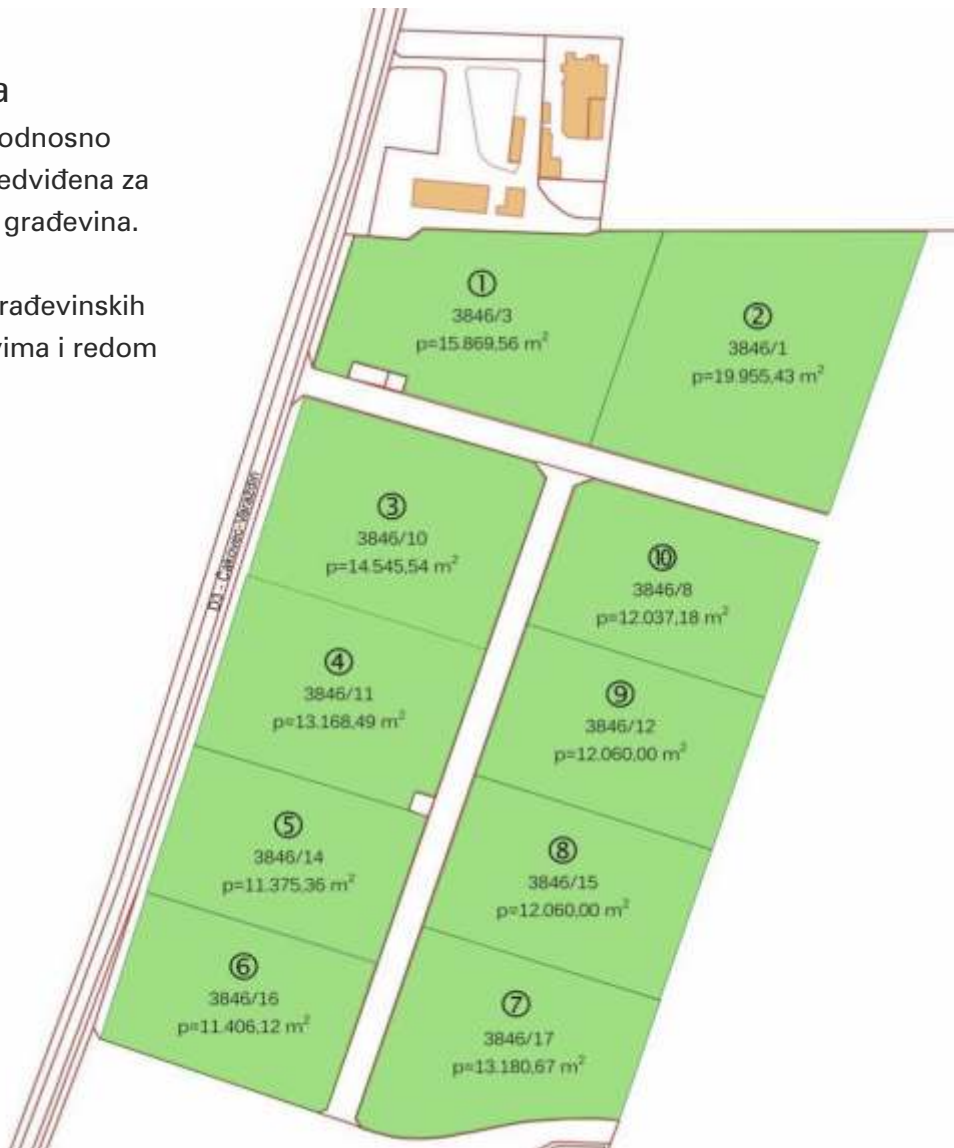 a
odnosno
edviđena za
građevina.
rađevinskih
vima i redom
①
3846/3
p=15.869,56 m²
②
3846/1
p=19.955,43 m²
③
3846/10
p=14.545,54 m²
④
3846/11
p=13.168,49 m²
⑤
3846/14
p=11.375,36 m²
⑥
3846/16
p=11.406,12 m²
⑩
3846/8
p=12.037,18 m²
⑨
3846/12
p=12.060,00 m²
⑧
3846/15
p=12.060,00 m²
⑦
3846/17
p=13.180,67 m²
D3 - Čakovec-Varaždin